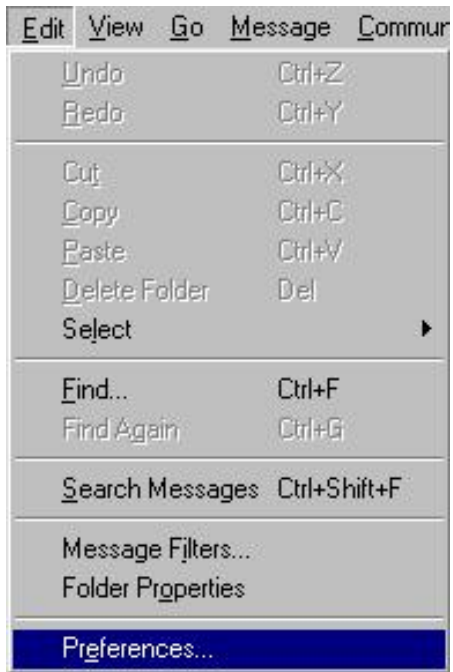 Edit View Go Message Commun
Undo Ctrl+Z
Redo Ctrl+Y
Cut Ctrl+X
Copy Ctrl+C
Paste Ctrl+V
Delete Folder Del
Select
Find... Ctrl+F
Find Again Ctrl+G
Search Messages Ctrl+Shift+F
Message Filters...
Folder Properties
Preferences...